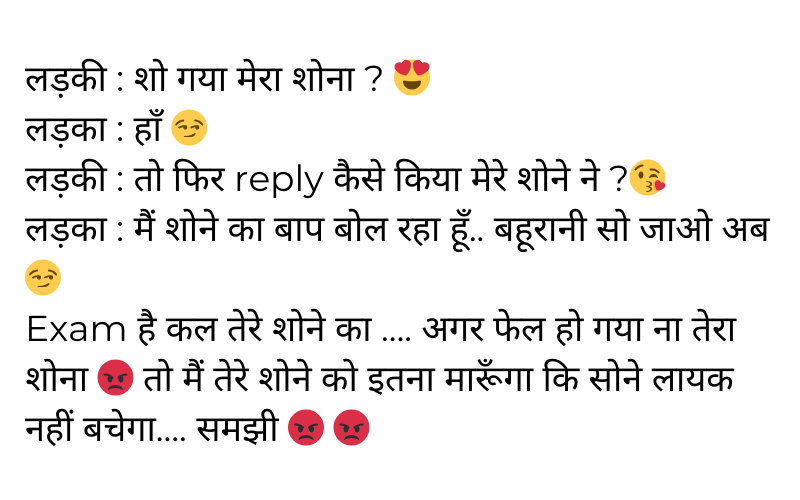 लड़की : शो गया मेरा शोना ? 😍
लड़का : हाँ 😏
लड़की : तो फिर reply कैसे किया मेरे शोने ने ?😘
लड़का : मैं शोने का बाप बोल रहा हूँ.. बहूरानी सो जाओ अब
😏
Exam है कल तेरे शोने का .... अगर फेल हो गया ना तेरा
शोना 😡 तो मैं तेरे शोने को इतना मारूँगा कि सोने लायक
नहीं बचेगा.... समझी 😡 😡